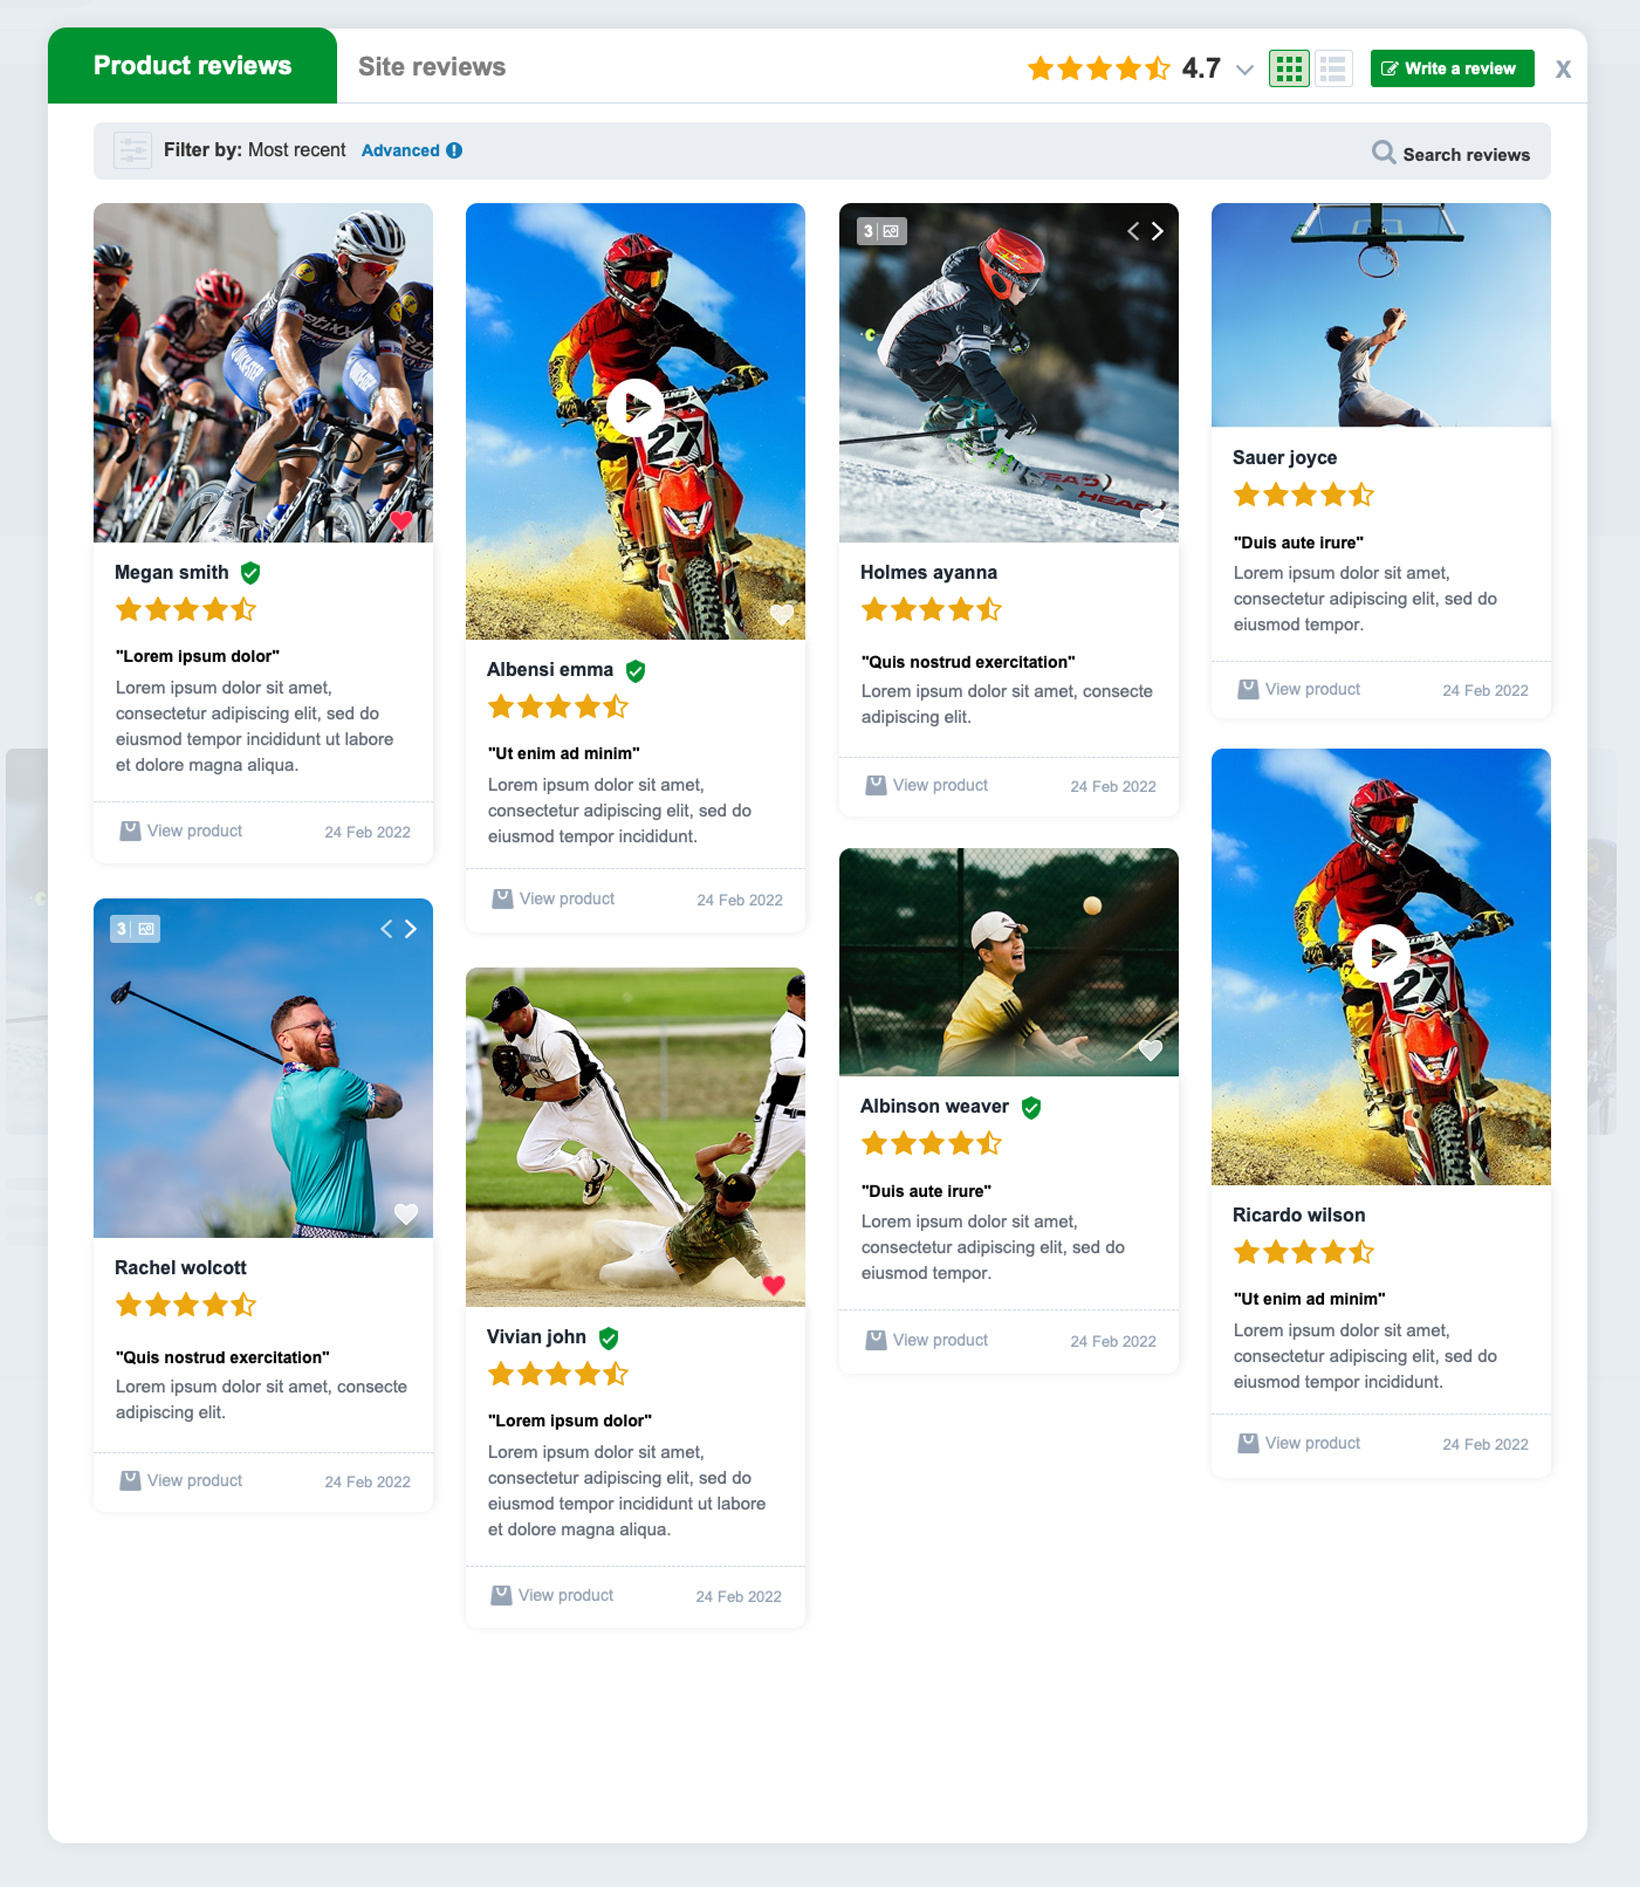 Product reviews
Site reviews
4.7
Write a review
X
Filter by: Most recent
Advanced
Search reviews
Megan smith
"Lorem ipsum dolor"
Lorem ipsum dolor sit amet,
consectetur adipiscing elit, sed do
eiusmod tempor incididunt ut labore
et dolore magna aliqua.
View product
24 Feb 2022
3
Rachel wolcott
"Quis nostrud exercitation"
Lorem ipsum dolor sit amet, consecte
adipiscing elit.
View product
24 Feb 2022
27
Albensi emma
"Ut enim ad minim"
Lorem ipsum dolor sit amet,
consectetur adipiscing elit, sed do
eiusmod tempor incididunt.
View product
24 Feb 2022
Vivian john
"Lorem ipsum dolor"
Lorem ipsum dolor sit amet,
consectetur adipiscing elit, sed do
eiusmod tempor incididunt ut labore
et dolore magna aliqua.
View product
24 Feb 2022
3
HEAD
Holmes ayanna
"Quis nostrud exercitation"
Lorem ipsum dolor sit amet, consecte
adipiscing elit.
View product
24 Feb 2022
Albinson weaver
"Duis aute irure"
Lorem ipsum dolor sit amet,
consectetur adipiscing elit, sed do
eiusmod tempor.
View product
24 Feb 2022
Sauer joyce
"Duis aute irure"
Lorem ipsum dolor sit amet,
consectetur adipiscing elit, sed do
eiusmod tempor.
View product
24 Feb 2022
27
Ricardo wilson
"Ut enim ad minim"
Lorem ipsum dolor sit amet,
consectetur adipiscing elit, sed do
eiusmod tempor incididunt.
View product
24 Feb 2022